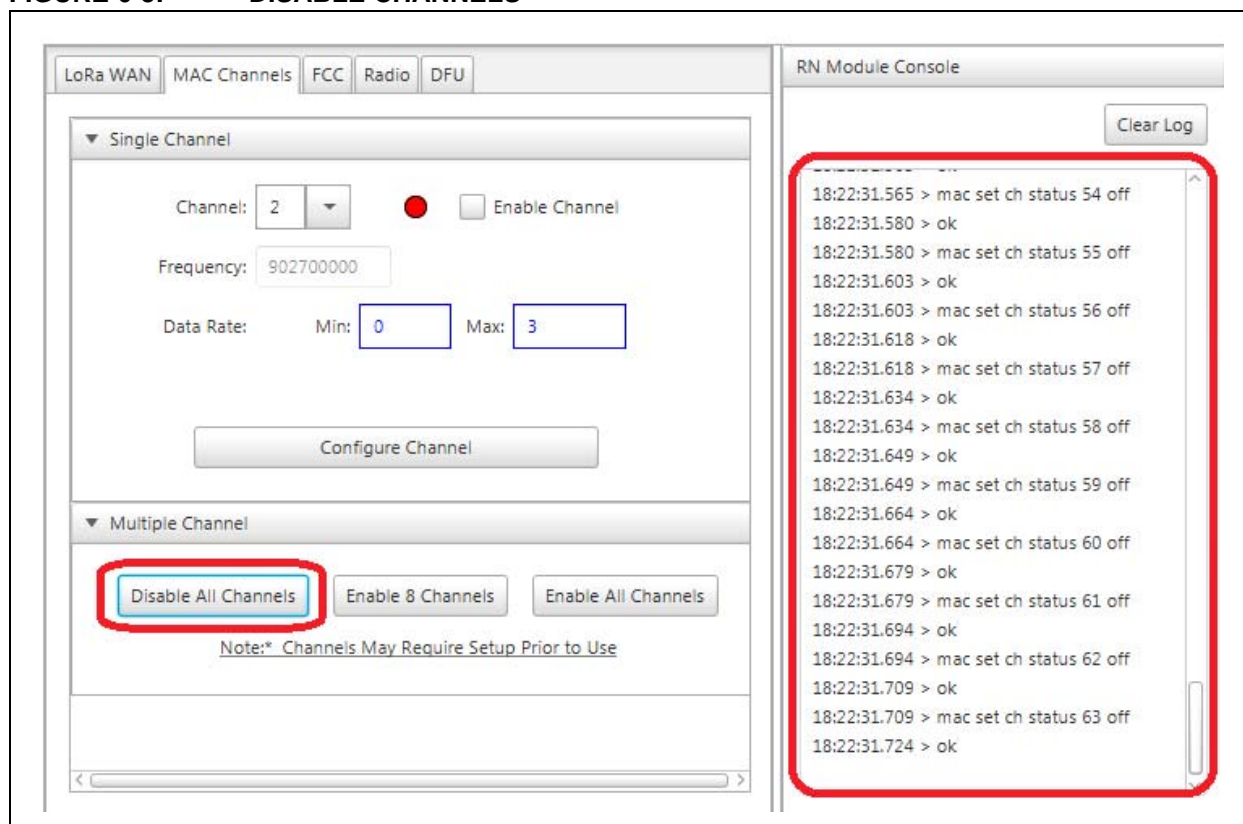 LoRa WAN MAC Channels FCC Radio DFU
Single Channel
Channel: 2 Enable Channel
Frequency: 902700000
Data Rate: Min: 0 Max: 3
Configure Channel
Multiple Channel
Disable All Channels Enable 8 Channels Enable All Channels
Note:* Channels May Require Setup Prior to Use
RN Module Console
Clear Log
18:22:31.565 > mac set ch status 54 off
18:22:31.580 > ok
18:22:31.580 > mac set ch status 55 off
18:22:31.603 > ok
18:22:31.603 > mac set ch status 56 off
18:22:31.618 > ok
18:22:31.618 > mac set ch status 57 off
18:22:31.634 > ok
18:22:31.634 > mac set ch status 58 off
18:22:31.649 > ok
18:22:31.649 > mac set ch status 59 off
18:22:31.664 > ok
18:22:31.664 > mac set ch status 60 off
18:22:31.679 > ok
18:22:31.679 > mac set ch status 61 off
18:22:31.694 > ok
18:22:31.694 > mac set ch status 62 off
18:22:31.709 > ok
18:22:31.709 > mac set ch status 63 off
18:22:31.724 > ok